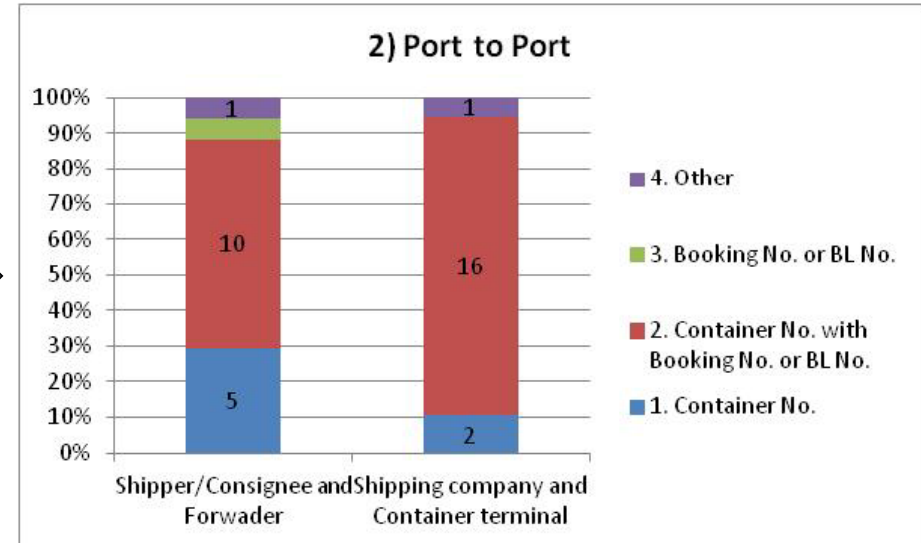 2) Port to Port
100%
90%
80%
70%
60%
50%
40%
30%
20%
10%
0%
1
10
5
1
16
2
Shipper/Consignee and
Forwader
Shipping company and
Container terminal
4. Other
3. Booking No. or BL No.
2. Container No. with
Booking No. or BL No.
1. Container No.